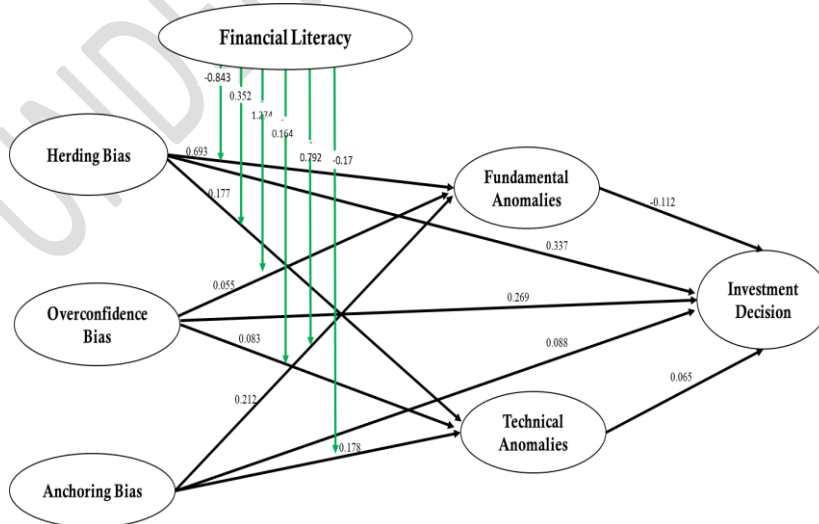 Financial Literacy
-0.843
0.352
0.164
0.792
-0.17
Herding Bias
0.693
0.177
Fundamental
Anomalies
-0.112
0.337
Investment
Decision
Overconfidence
Bias
0.055
0.269
0.083
0.088
0.065
0.212
Technical
Anomalies
0.178
Anchoring Bias